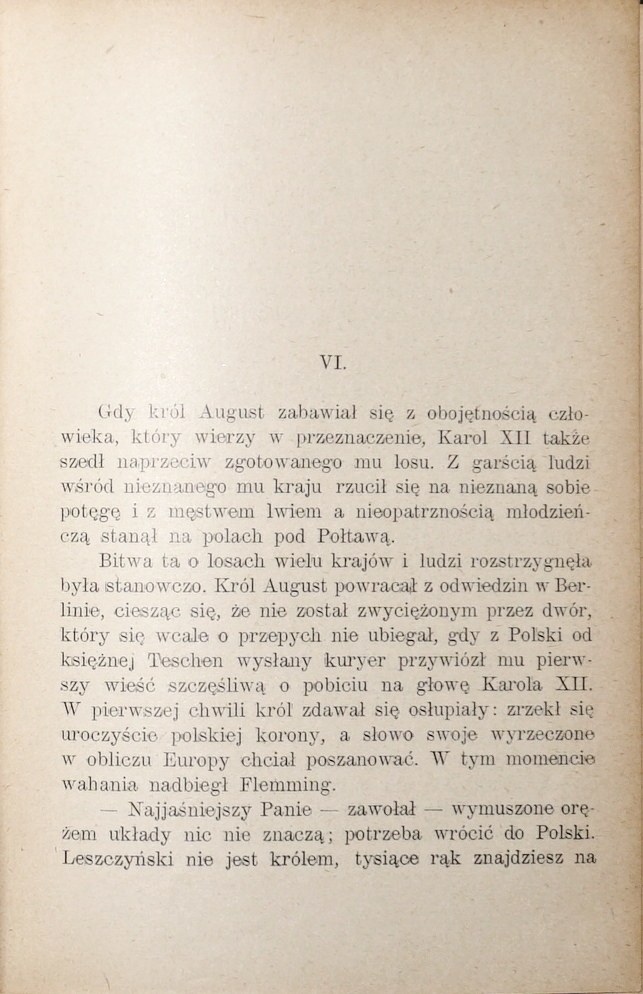 VI.
Gdy król August zabawiał się z obojętnością czło-
wieka, który wierzy w przeznaczenie, Karol XII także
szedł naprzeciw zgotowanego mu losu. Z garścią ludzi
wśród nieznanego mu kraju rzucił się na nieznaną sobie
potęgę i z męstwem lwiem a nieopatrznością młodzień-
czą stanął na polach pod Połtawą.
Bitwa ta o losach wielu krajów i ludzi rozstrzygnęła
była stanowczo. Król August powracał z odwiedzin w Ber-
linie, ciesząc się, że nie został zwyciężonym przez dwór,
który się wcale o przepych nie ubiegał, gdy z Polski od
księżnej Teschen wysłany kuryer przywiózł mu pierw-
szy wieść szczęśliwą o pobiciu na głowę Karola XII.
W pierwszej chwili król zdawał się osłupiały: zrzekł się
uroczyście polskiej korony, a słowo swoje wyrzeczone
w obliczu Europy chciał poszanować. W tym momencie
wahania nadbiegł Flemming.
— Najjaśniejszy Panie — zawołał — wymuszone orę-
żem układy nic nie znaczą; potrzeba wrócić do Polski.
Leszczyński nie jest królem, tysiące rąk znajdziesz na